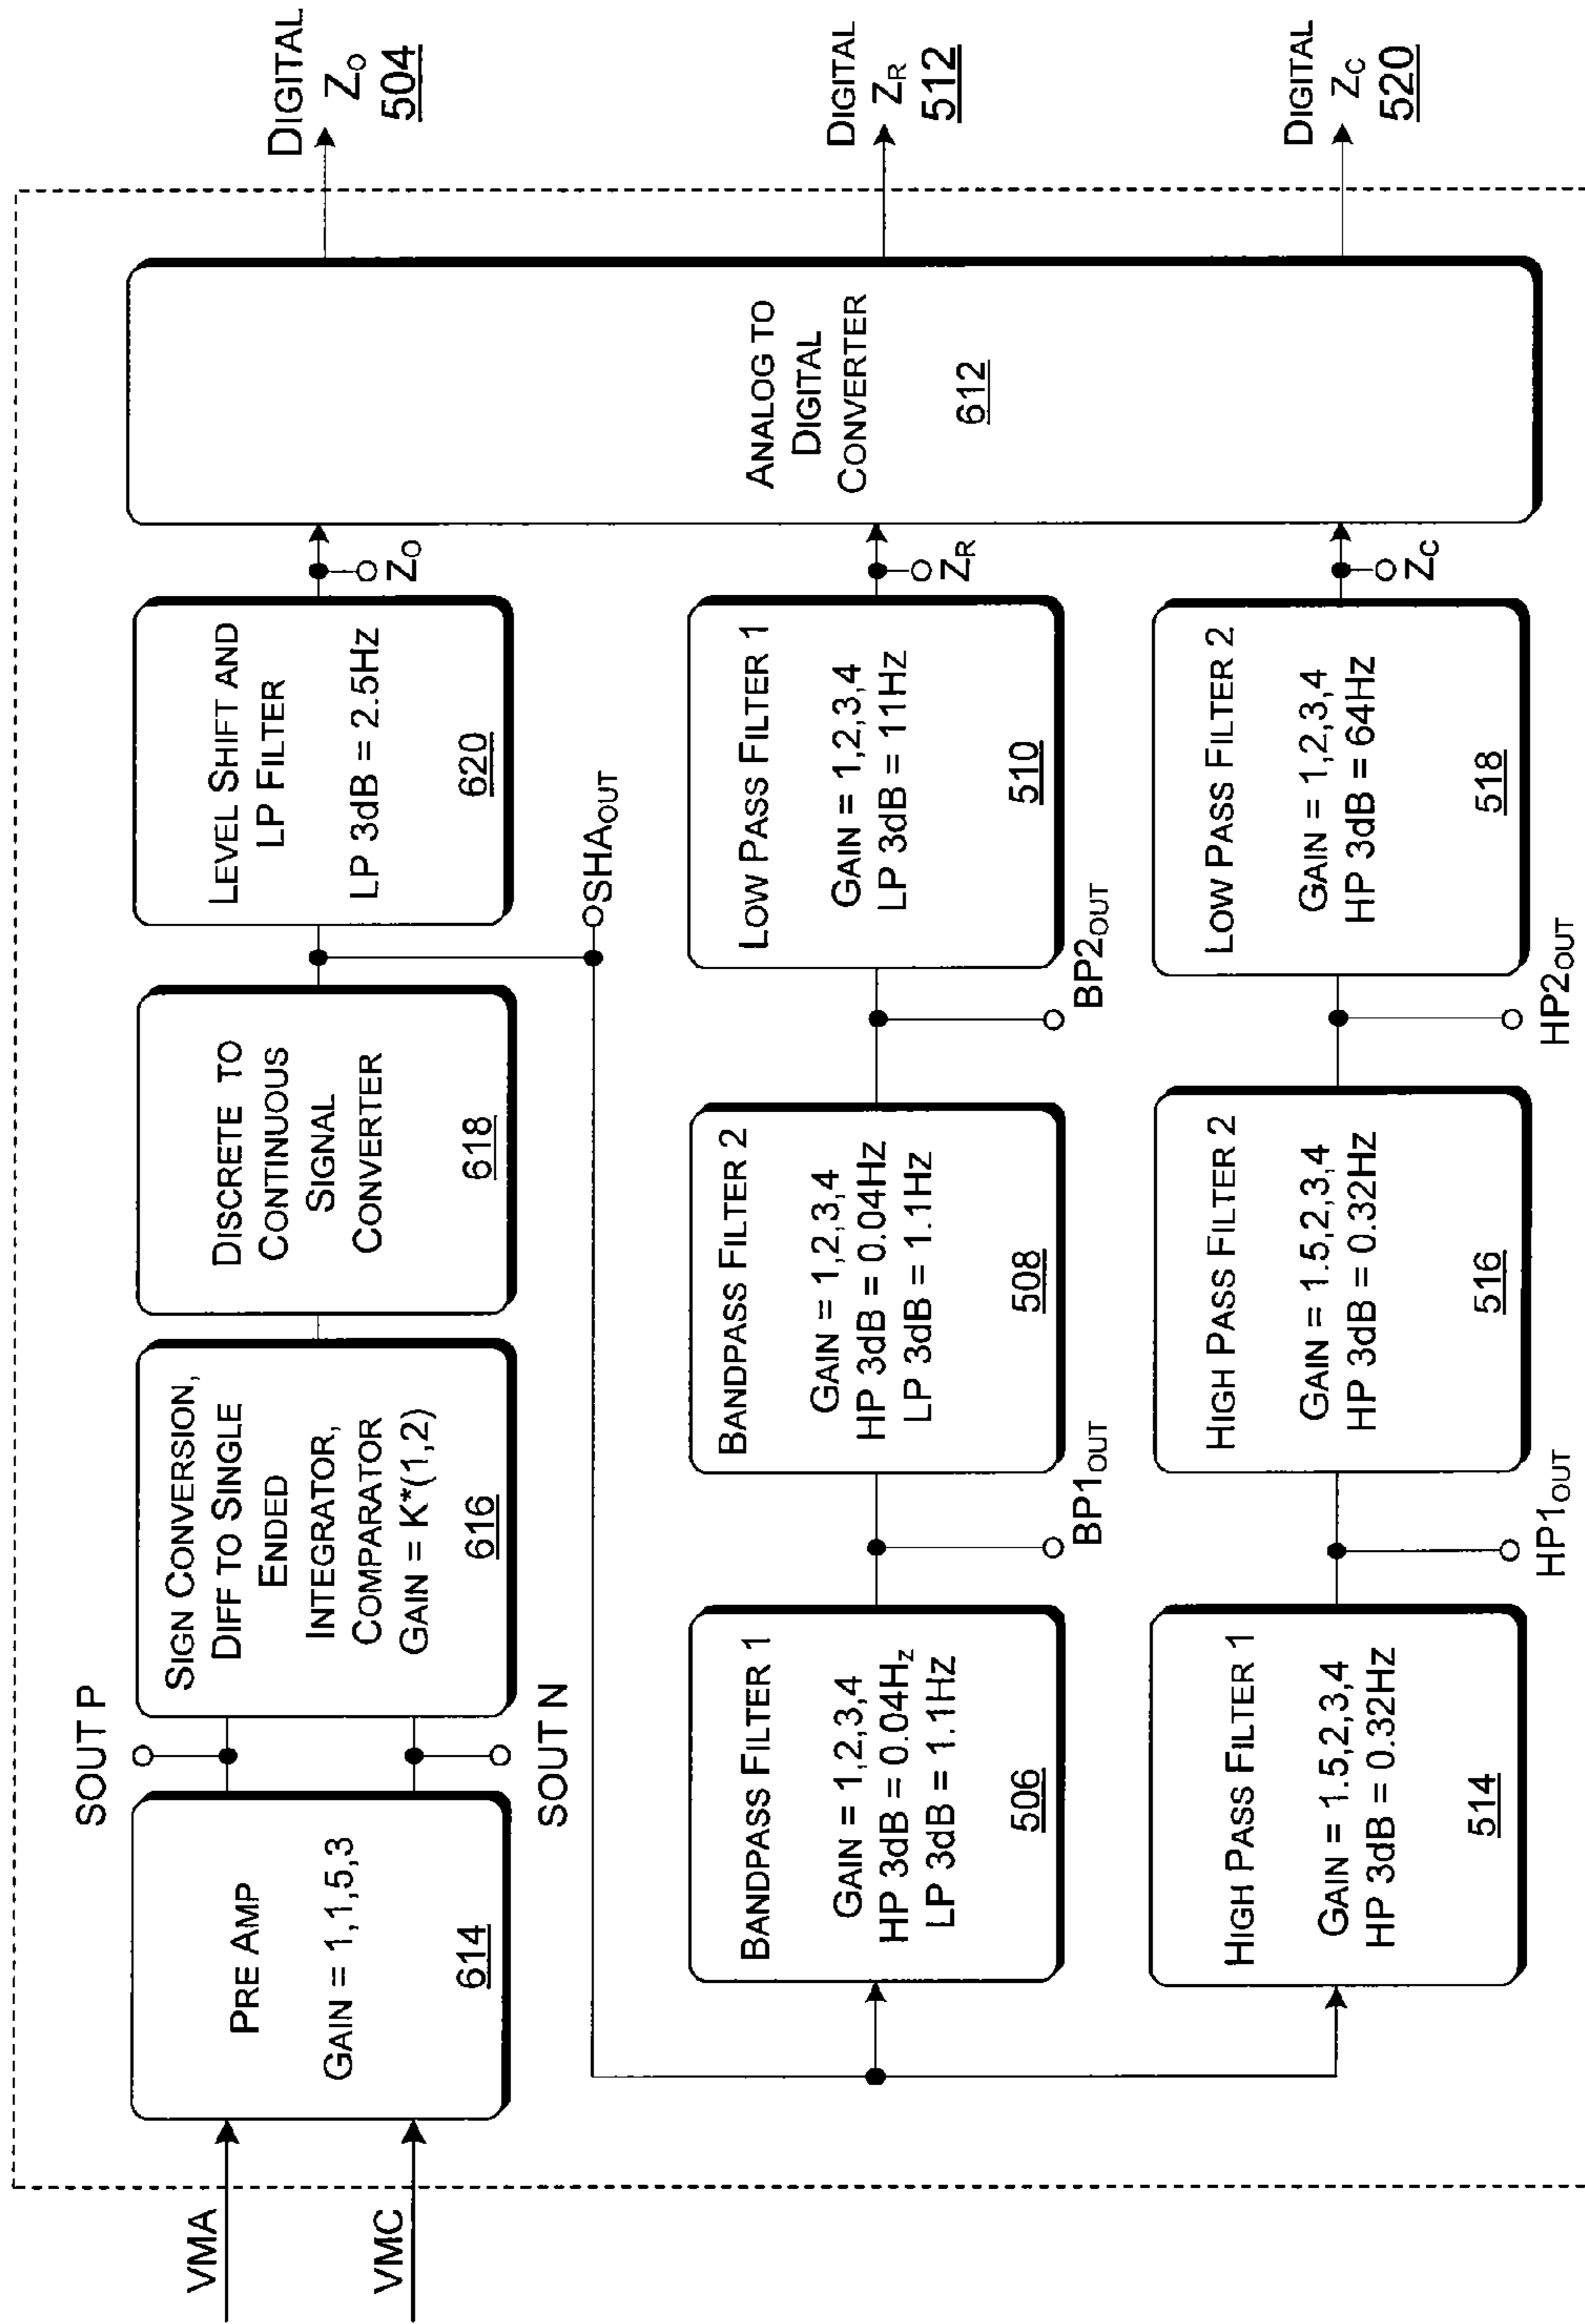 VMA
VMC
PRE AMP
GAIN = 1,1,5,3
614
SOUT P
SOUT N
SIGN CONVERSION,
DIFF TO SINGLE
ENDED
INTEGRATOR,
COMPARATOR
GAIN = K*(1,2)
616
DISCRETE TO
CONTINUOUS
SIGNAL
CONVERTER
618
SHAOUT
LEVEL SHIFT AND
LP FILTER
LP 3dB = 2.5HZ
620
ZO
BANDPASS FILTER 1
GAIN = 1,2,3,4
HP 3dB = 0.04Hz
LP 3dB = 1.1HZ
506
BP1OUT
BANDPASS FILTER 2
GAIN = 1,2,3,4
HP 3dB = 0.04HZ
LP 3dB = 1.1HZ
508
BP2OUT
LOW PASS FILTER 1
GAIN = 1,2,3,4
LP 3dB = 11HZ
510
ZR
HIGH PASS FILTER 1
GAIN = 1.5,2,3,4
HP 3dB = 0.32HZ
514
HP1OUT
HIGH PASS FILTER 2
GAIN = 1.5,2,3,4
HP 3dB = 0.32HZ
516
HP2OUT
LOW PASS FILTER 2
GAIN = 1,2,3,4
HP 3dB = 64HZ
518
ZC
ANALOG TO
DIGITAL
CONVERTER
612
DIGITAL
ZO
504
DIGITAL
ZR
512
DIGITAL
ZC
520